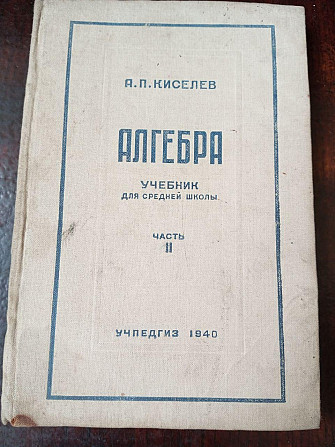 А.П.КИСЕЛЕВ
АЛГЕБРА
УЧЕБНИК
ДЛЯ СРЕДНЕЙ ШКОЛЫ.
ЧАСТЬ
II
УЧПЕДГИЗ 1940